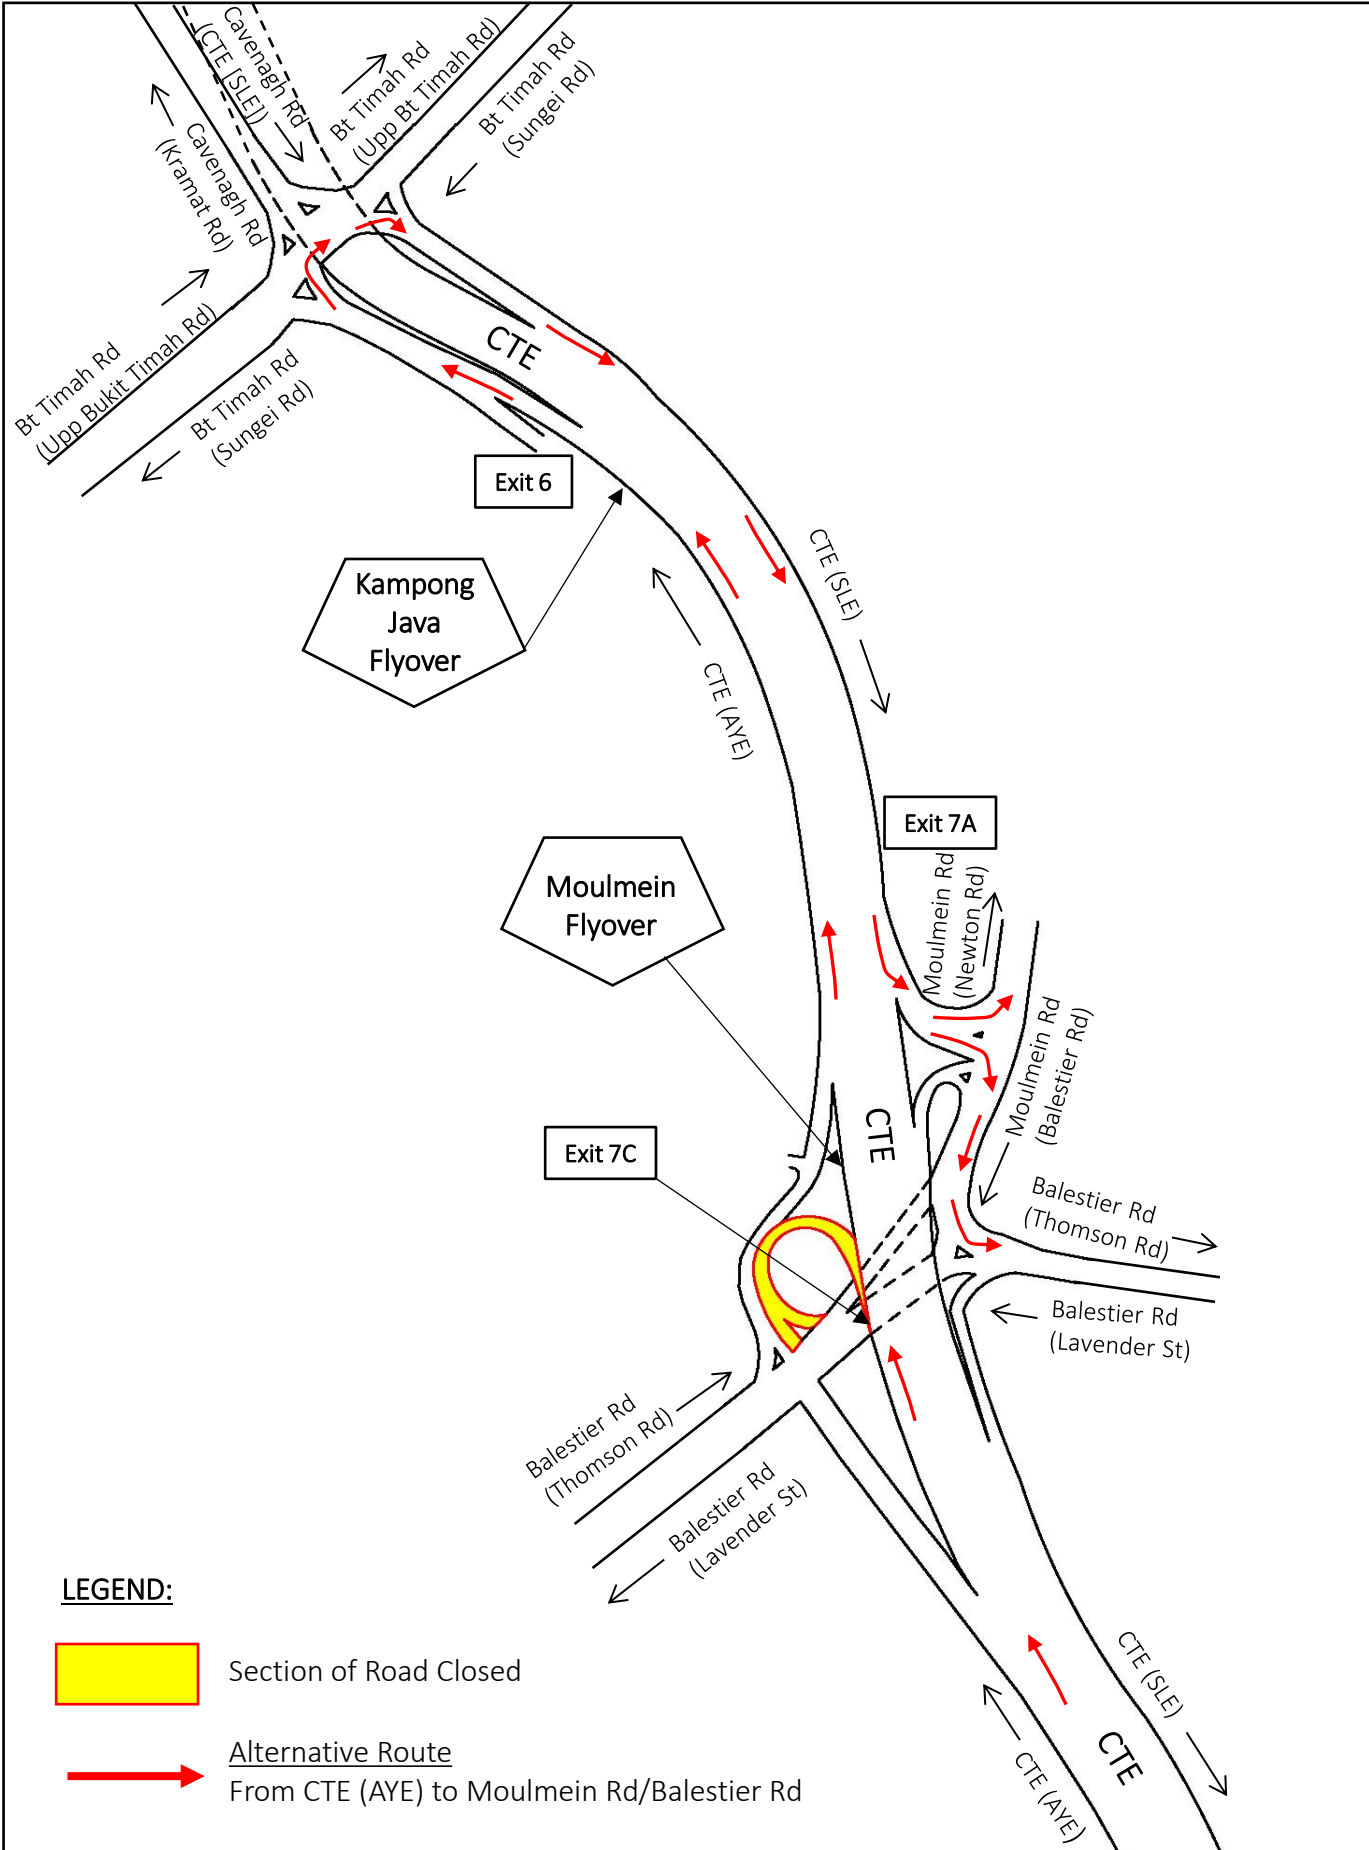 Cavenagh Rd
(CTE [SLE])
Bt Timah Rd
(Upp Bt Timah Rd)
Bt Timah Rd
(Sungei Rd)
Cavenagh Rd
(Kramat Rd)
Bt Timah Rd
(Upp Bukit Timah Rd)
Bt Timah Rd
(Sungei Rd)
CTE
Exit 6
Kampong
Java
Flyover
CTE (SLE)
CTE (AYE)
Exit 7A
Moulmein
Flyover
Moulmein Rd
(Newton Rd)
Moulmein Rd
(Balestier Rd)
CTE
Exit 7C
Balestier Rd
(Thomson Rd)
Balestier Rd
(Lavender St)
Balestier Rd
(Thomson Rd)
Balestier Rd
(Lavender St)
LEGEND:
Section of Road Closed
Alternative Route
From CTE (AYE) to Moulmein Rd/Balestier Rd
CTE (SLE)
CTE
CTE (AYE)